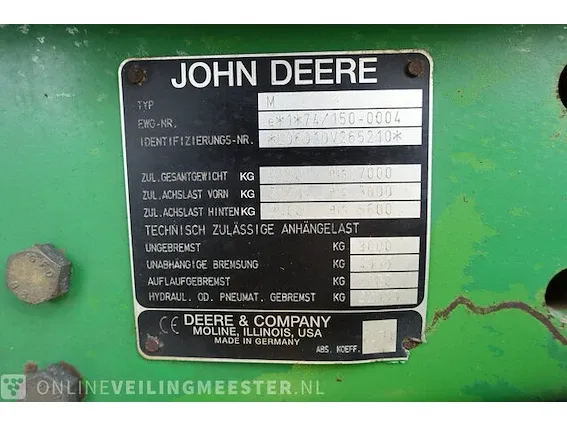 JOHN DEERE
TYP M
EWG-NR. e*1*74/150-0004
IDENTIFIZIERUNGS-NR.
ZUL.GESAMTGEWICHT KG 7000
ZUL.ACHSLAST VORN KG
ZUL.ACHSLAST HINTEN KG
TECHNISCH ZULÄSSIGE ANHÄNGELAST
UNGEBREMST KG
UNABHÄNGIGE BREMSUNG KG
AUFLAUFGEBREMST KG
HYDRAUL. OD. PNEUMAT. GEBREMST KG
CE DEERE & COMPANY
MOLINE, ILLINOIS, USA
MADE IN GERMANY
ABS. KOEFF.
ONLINEVEILINGMEESTER.NL